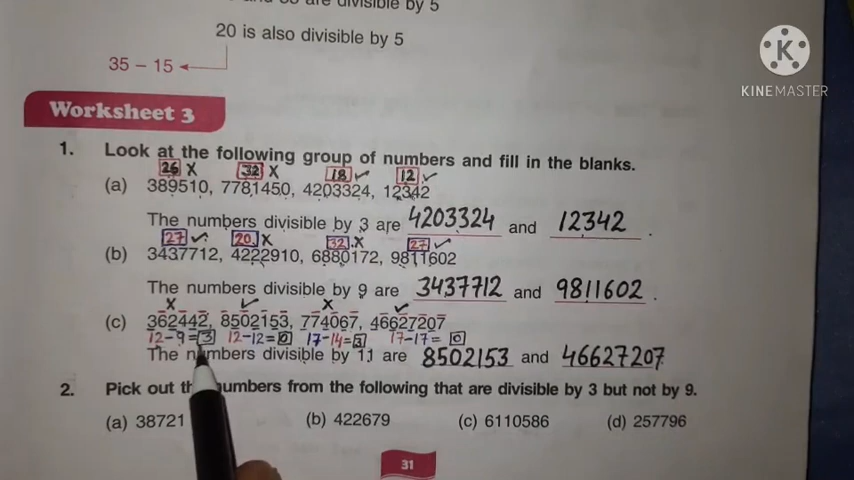 are divisible by 5
20 is also divisible by 5
35 – 15
K
KINEMASTER
Worksheet 3
1. Look at the following group of numbers and fill in the blanks.
26 x 32 x 18 ✓ 12 ✓
(a) 389510, 7781450, 4203324, 12342
The numbers divisible by 3 are 4203324 and 12342.
27 ✓ 20 x 32 x 27 ✓
(b) 3437712, 4222910, 6880172, 9811602
The numbers divisible by 9 are 3437712 and 9811602.
x ✓ x ✓
(c) 362442, 8502153, 774067, 46627207
12-9=3 12-12=0 17-14=3 17-17=0
The numbers divisible by 11 are 8502153 and 46627207
2. Pick out numbers from the following that are divisible by 3 but not by 9.
(a) 38721 (b) 422679 (c) 6110586 (d) 257796
31